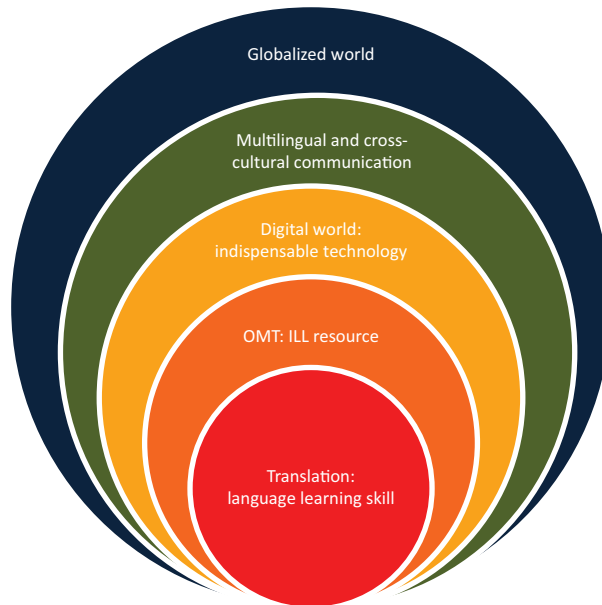 Globalized world
Multilingual and cross-
cultural communication
Digital world:
indispensable technology
OMT: ILL resource
Translation:
language learning skill